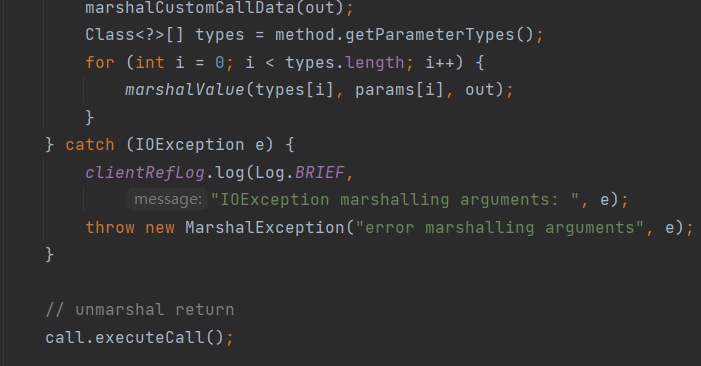 marshalCustomCallData(out);
Class<?>[] types = method.getParameterTypes();
for (int i = 0; i < types.length; i++) {
marshalValue(types[i], params[i], out);
}
} catch (IOException e) {
clientRefLog.log(Log.BRIEF,
message: "IOException marshalling arguments: ", e);
throw new MarshalException("error marshalling arguments", e);
}
// unmarshal return
call.executeCall();